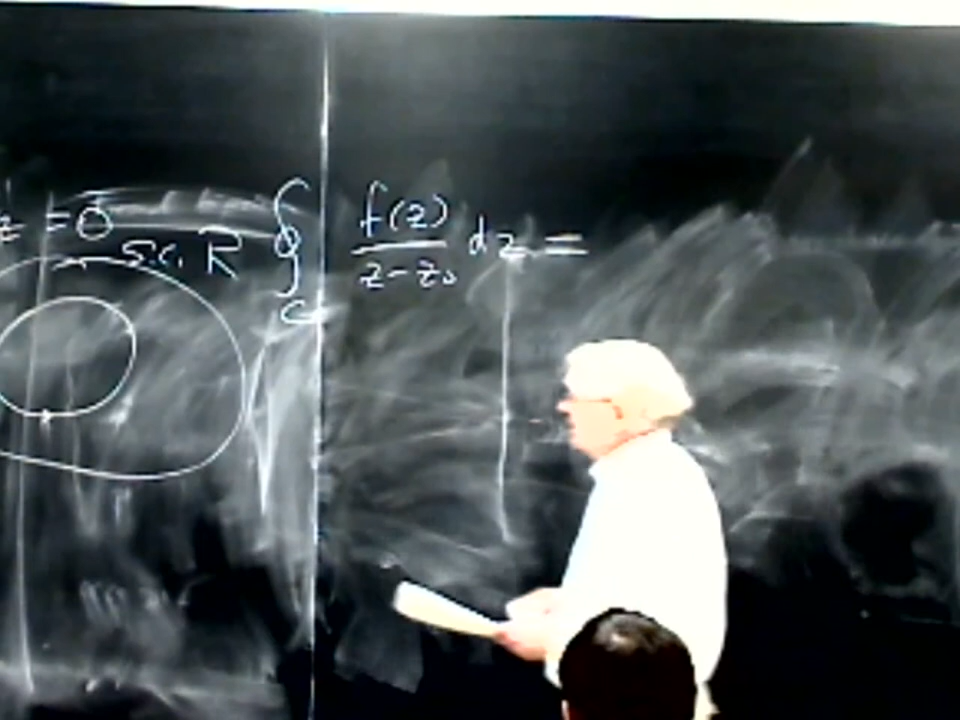 z = 0
s.c. R
∮_C f(z)/(z-z₀) dz =